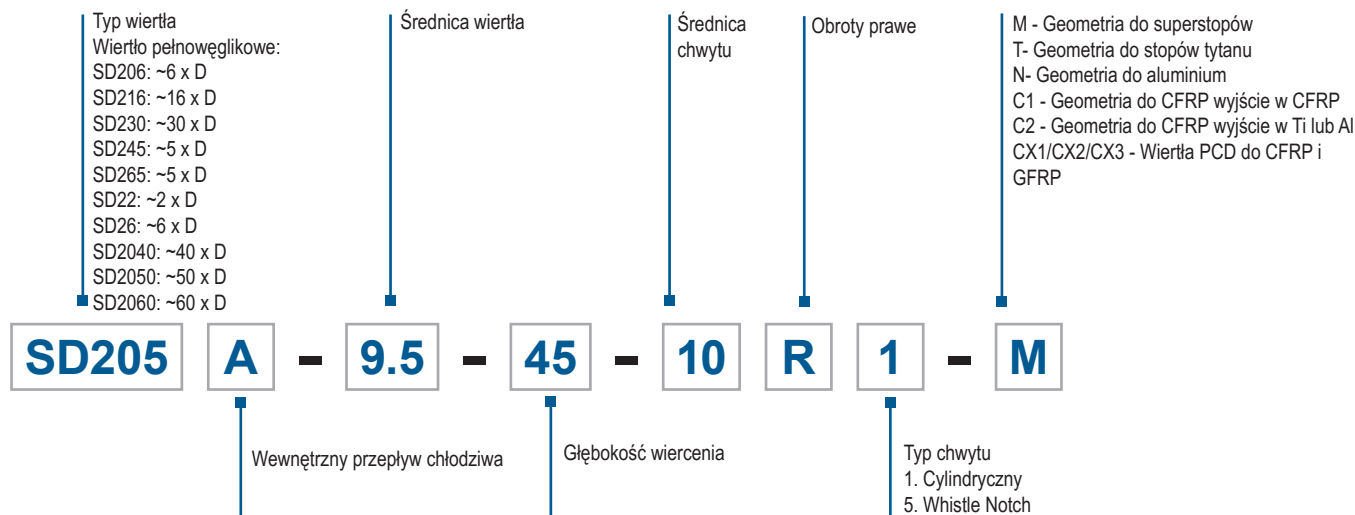 Typ wiertła
Wiertło pełnowęglikowe:
SD206: ~6 x D
SD216: ~16 x D
SD230: ~30 x D
SD245: ~5 x D
SD265: ~5 x D
SD22: ~2 x D
SD26: ~6 x D
SD2040: ~40 x D
SD2050: ~50 x D
SD2060: ~60 x D
Średnica wiertła
Średnica
chwytu
Obroty prawe
M - Geometria do superstopów
T- Geometria do stopów tytanu
N- Geometria do aluminium
C1 - Geometria do CFRP wyjście w CFRP
C2 - Geometria do CFRP wyjście w Ti lub Al
CX1/CX2/CX3 - Wiertła PCD do CFRP i
GFRP
SD205 A - 9.5 - 45 - 10 R 1 - M
Wewnętrzny przepływ chłodziwa
Głębokość wiercenia
Typ chwytu
1. Cylindryczny
5. Whistle Notch